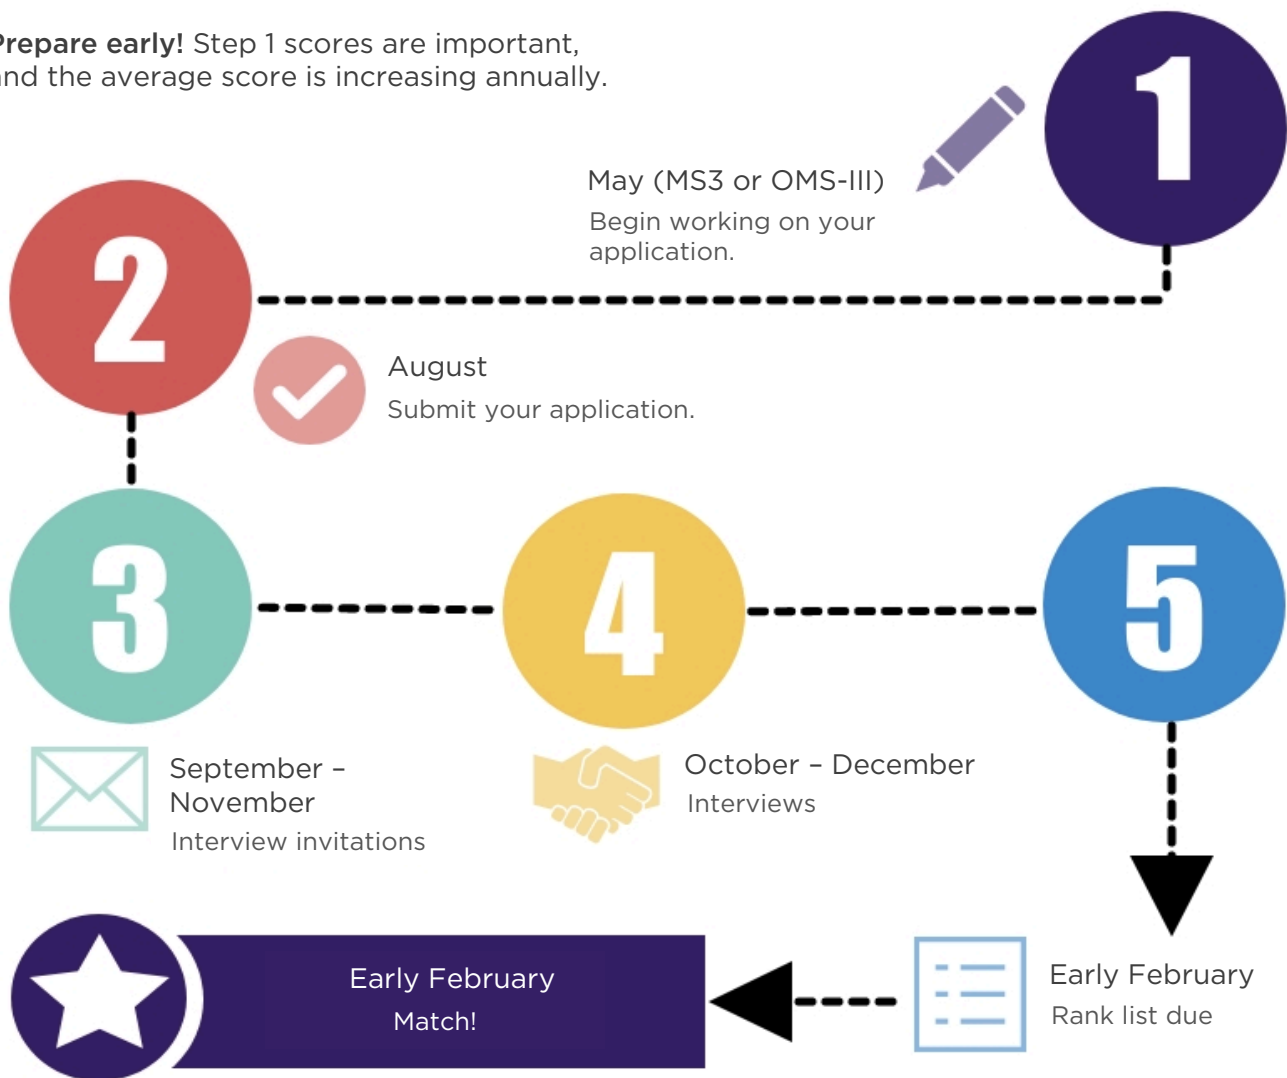 Prepare early! Step 1 scores are important,
and the average score is increasing annually.
1
May (MS3 or OMS-III)
Begin working on your
application.
2
August
Submit your application.
3
September –
November
Interview invitations
4
October – December
Interviews
5
Early February
Rank list due
Early February
Match!